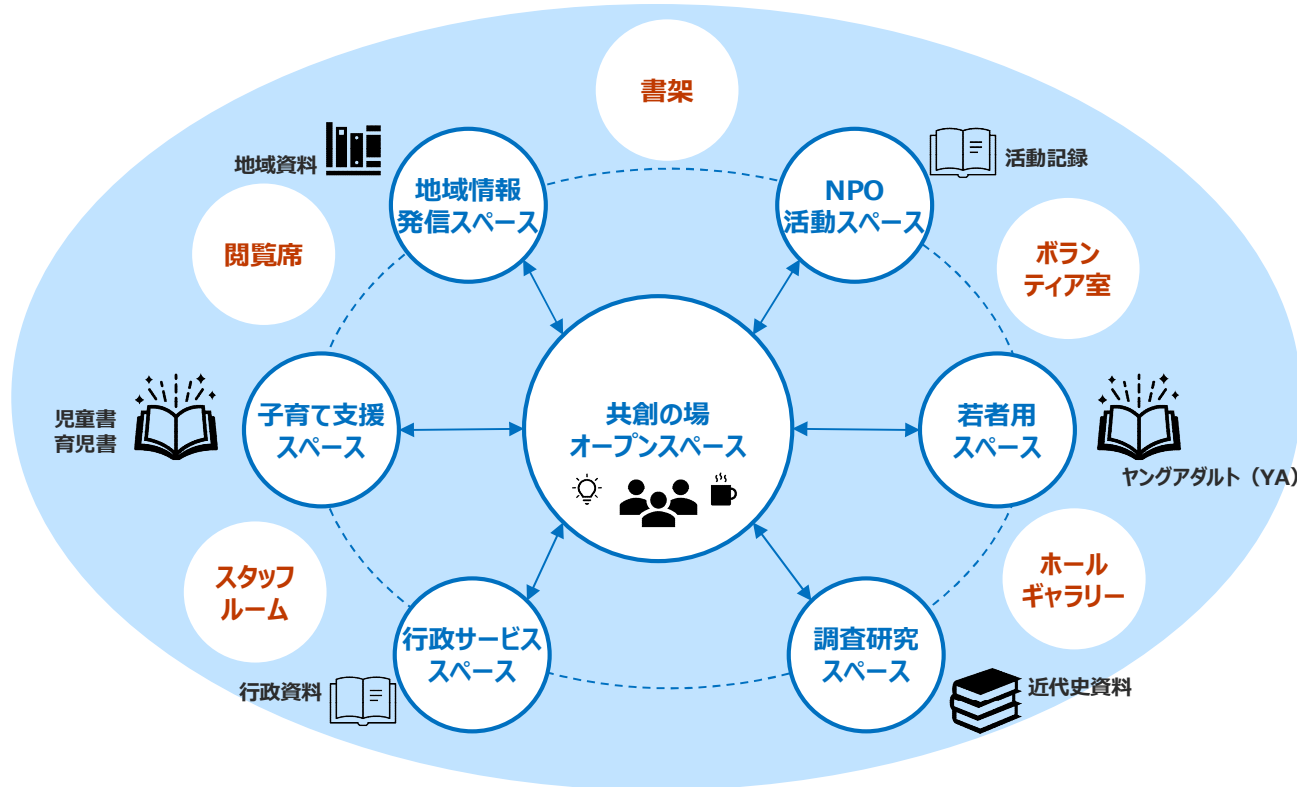 書架
地域資料
地域情報
発信スペース
NPO
活動スペース
活動記録
閲覧席
ボラン
ティア室
児童書
育児書
子育て支援
スペース
共創の場
オープンスペース
若者用
スペース
ヤングアダルト（YA）
スタッフ
ルーム
ホール
ギャラリー
行政サービス
スペース
調査研究
スペース
行政資料
近代史資料